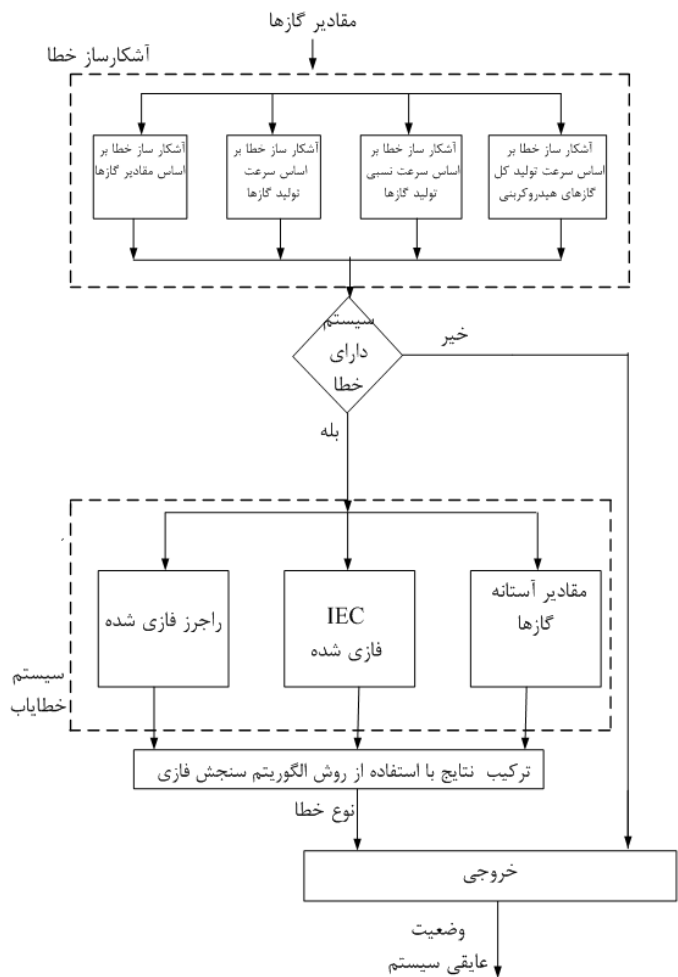 مقادیر گازها
آشکارساز خطا
آشکار ساز خطا بر
اساس سرعت تولید کل
گازهای هیدروکربنی
آشکار ساز خطا بر
اساس سرعت نسبی
تولید گازها
آشکار ساز خطا بر
اساس سرعت
تولید گازها
آشکار ساز خطا بر
اساس مقادیر گازها
سیستم
دارای
خطا
خیر
بله
مقادیر آستانه
گازها
IEC
فازی شده
راجرز فازی شده
سیستم
خطایاب
ترکیب نتایج با استفاده از روش الگوریتم سنجش فازی
نوع خطا
خروجی
وضعیت
عایقی سیستم